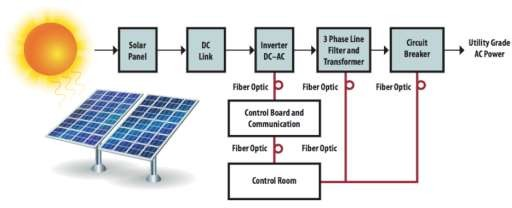 Solar
Panel
DC
Link
Inverter
DC–AC
3 Phase Line
Filter and
Transformer
Circuit
Breaker
Utility Grade
AC Power
Fiber Optic
Fiber Optic
Fiber Optic
Control Board and
Communication
Fiber Optic
Fiber Optic
Control Room